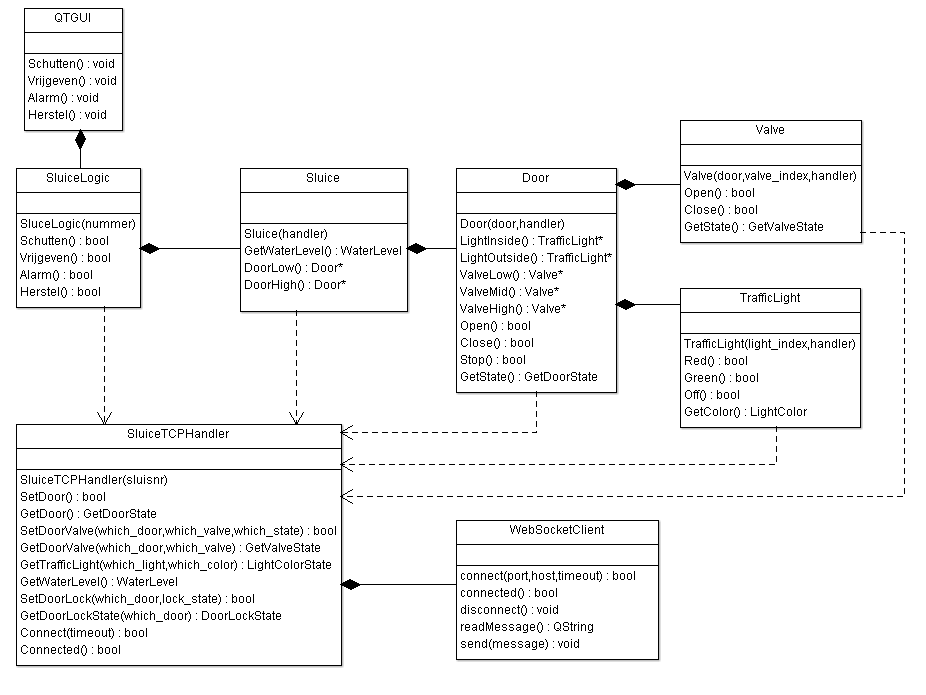 QTGUI
Schutten() : void
Vrijgeven() : void
Alarm() : void
Herstel() : void
SluiceLogic
SluceLogic(nummer)
Schutten() : bool
Vrijgeven() : bool
Alarm() : bool
Herstel() : bool
Sluice
Sluice(handler)
GetWaterLevel() : WaterLevel
DoorLow() : Door*
DoorHigh() : Door*
Door
Door(door,handler)
LightInside() : TrafficLight*
LightOutside() : TrafficLight*
ValveLow() : Valve*
ValveMid() : Valve*
ValveHigh() : Valve*
Open() : bool
Close() : bool
Stop() : bool
GetState() : GetDoorState
Valve
Valve(door,valve_index,handler)
Open() : bool
Close() : bool
GetState() : GetValveState
TrafficLight
TrafficLight(light_index,handler)
Red() : bool
Green() : bool
Off() : bool
GetColor() : LightColor
SluiceTCPHandler
SluiceTCPHandler(sluisnr)
SetDoor() : bool
GetDoor() : GetDoorState
SetDoorValve(which_door,which_valve,which_state) : bool
GetDoorValve(which_door,which_valve) : GetValveState
GetTrafficLight(which_light,which_color) : LightColorState
GetWaterLevel() : WaterLevel
SetDoorLock(which_door,lock_state) : bool
GetDoorLockState(which_door) : DoorLockState
Connect(timeout) : bool
Connected() : bool
WebSocketClient
connect(port,host,timeout) : bool
connected() : bool
disconnect() : void
readMessage() : QString
send(message) : void